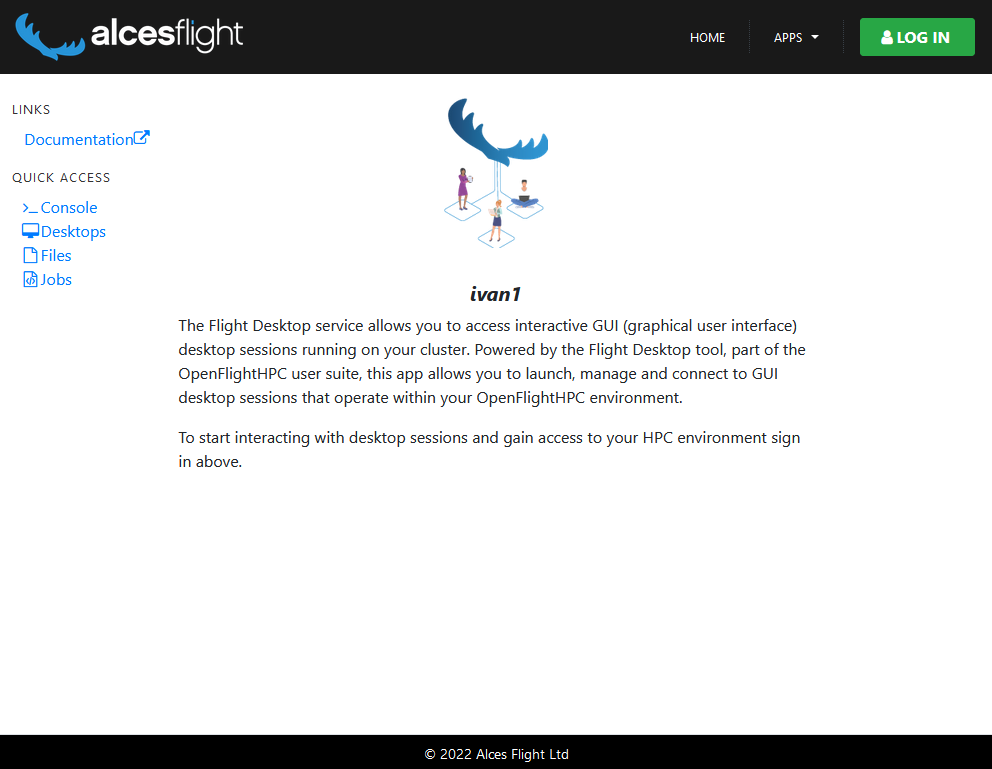 alcesflight
HOME
APPS
LOG IN
LINKS
Documentation
QUICK ACCESS
Console
Desktops
Files
Jobs
ivan1
The Flight Desktop service allows you to access interactive GUI (graphical user interface)
desktop sessions running on your cluster. Powered by the Flight Desktop tool, part of the
OpenFlightHPC user suite, this app allows you to launch, manage and connect to GUI
desktop sessions that operate within your OpenFlightHPC environment.
To start interacting with desktop sessions and gain access to your HPC environment sign
in above.
© 2022 Alces Flight Ltd